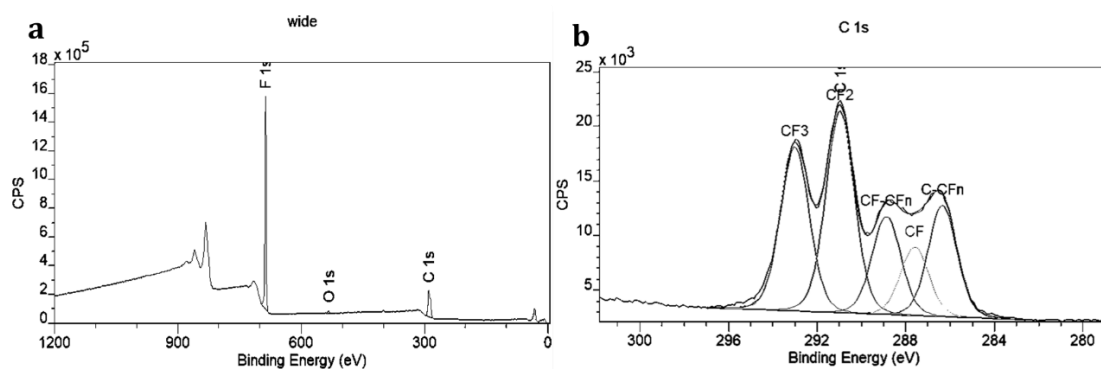 a
wide
x 10^5
18
16
14
12
10
8
6
4
2
0
CPS
F 1s
O 1s
C 1s
1200
900
600
300
0
Binding Energy (eV)
b
C 1s
x 10^3
25
20
15
10
5
CPS
CF3
C 1s
CF2
CF-CFn
CF
C-CFn
300
296
292
288
284
280
Binding Energy (eV)